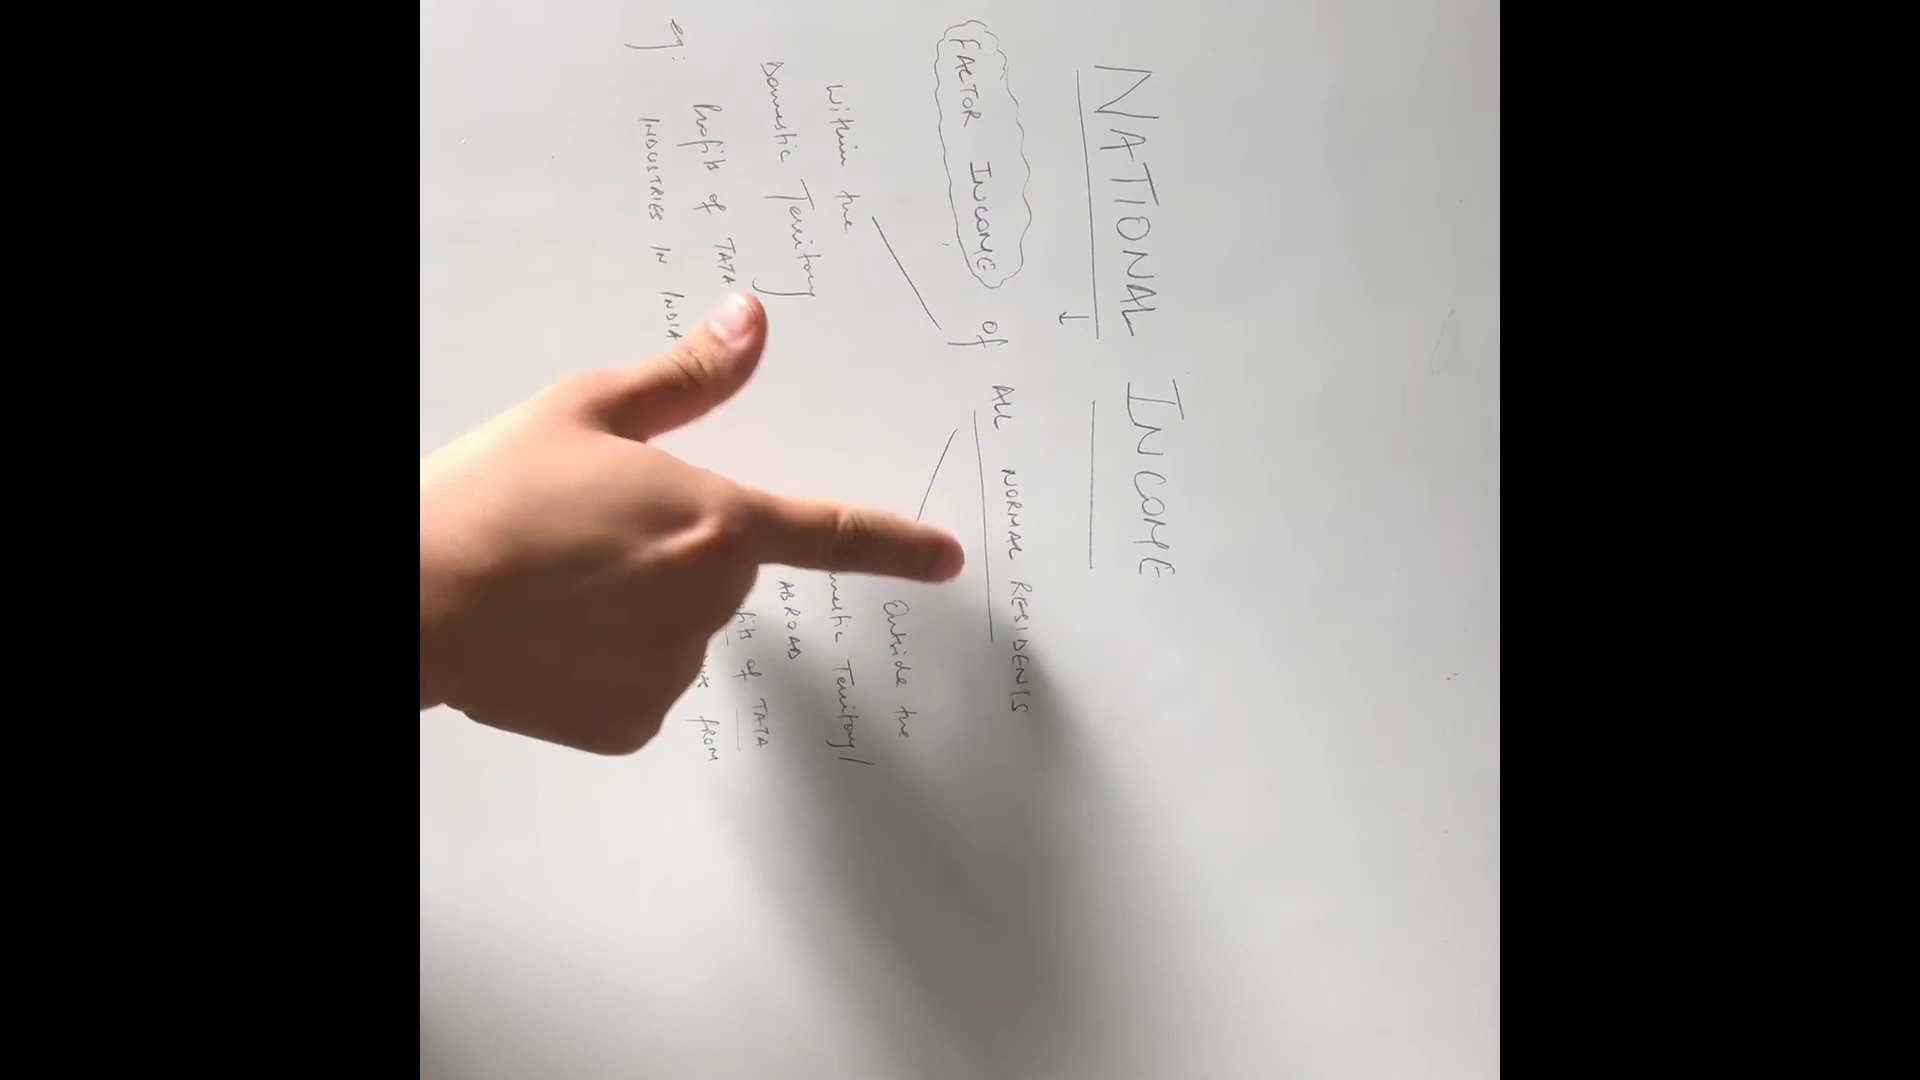 NATIONAL INCOME
FACTOR INCOME of ALL NORMAL RESIDENTS
Within the
Domestic Territory
eg: Profits of TATA
INDUSTRIES IN INDIA
Outside the
Territory/
ABROAD
of TATA
FROM